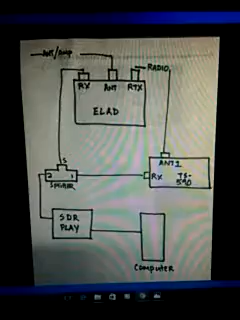 ANT/AMP
RX ANT RTX
RADIO
ELAD
S
2 1
SPLITTER
ANT1
RX TS-
590
SDR
PLAY
COMPUTER